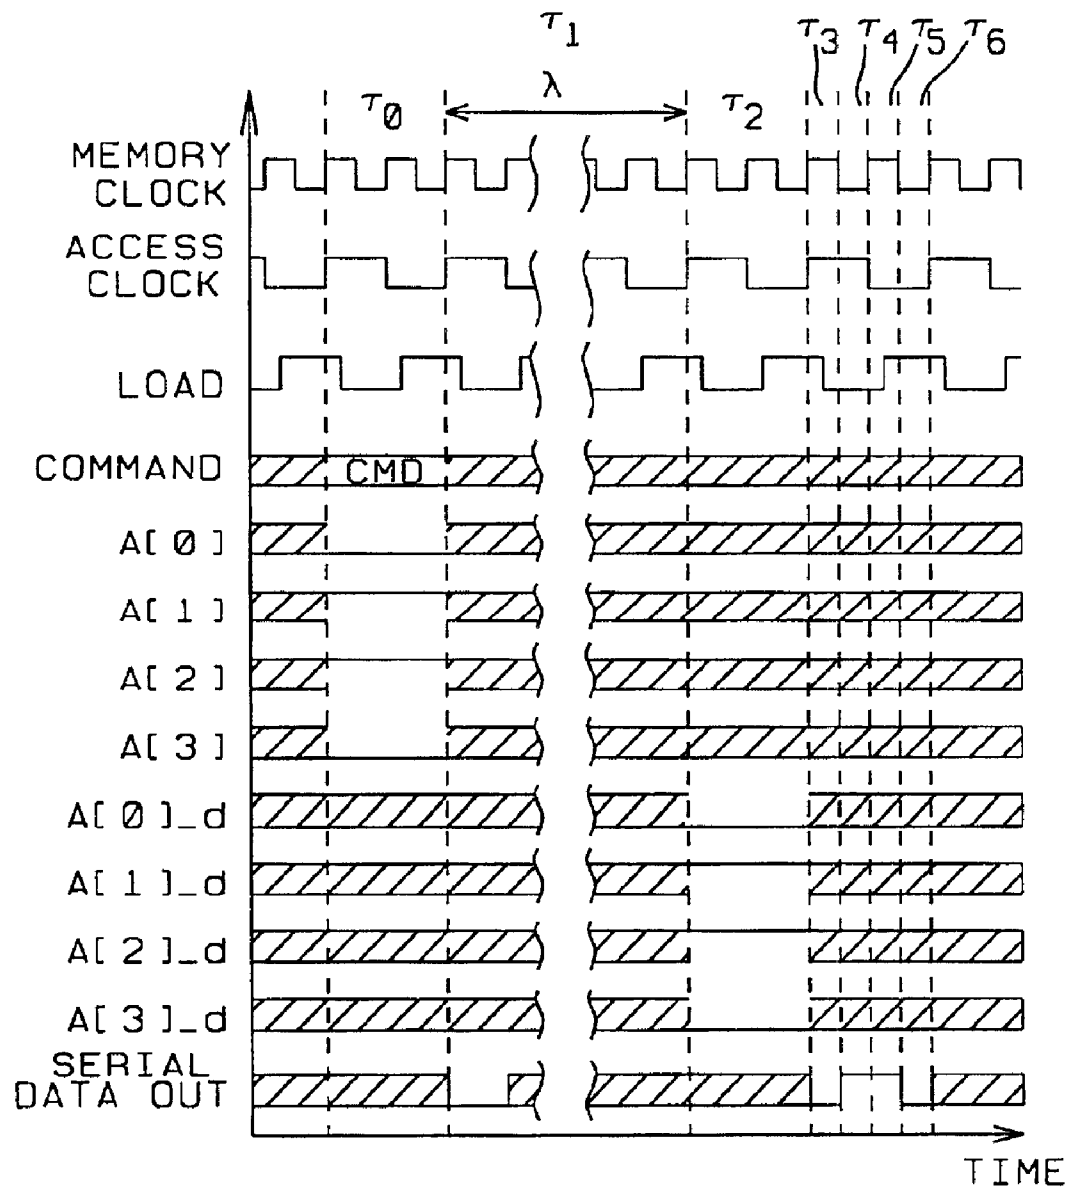 τ1
τ3 τ4 τ5 τ6
λ
τ0 τ2
MEMORY
CLOCK
ACCESS
CLOCK
LOAD
COMMAND
CMD
A[0]
A[1]
A[2]
A[3]
A[0]_d
A[1]_d
A[2]_d
A[3]_d
SERIAL
DATA OUT
TIME